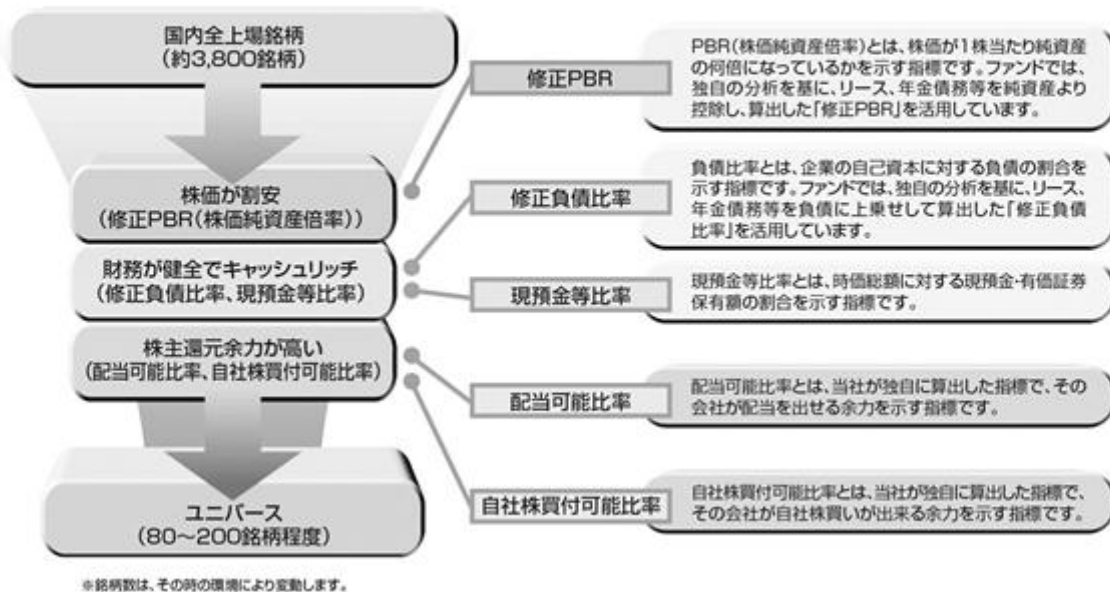 国内全上場銘柄
(約3,800銘柄)
株価が割安
(修正PBR(株価純資産倍率))
財務が健全でキャッシュリッチ
(修正負債比率、現預金等比率)
株主還元余力が高い
(配当可能比率、自社株買付可能比率)
ユニバース
(80～200銘柄程度)
※銘柄数は、その時の環境により変動します。
修正PBR
PBR(株価純資産倍率)とは、株価が1株当たり純資産
の何倍になっているかを示す指標です。ファンドでは、
独自の分析を基に、リース、年金債務等を純資産より
控除し、算出した「修正PBR」を活用しています。
修正負債比率
負債比率とは、企業の自己資本に対する負債の割合を
示す指標です。ファンドでは、独自の分析を基に、リース、
年金債務等を負債に上乗せして算出した「修正負債
比率」を活用しています。
現預金等比率
現預金等比率とは、時価総額に対する現預金・有価証券
保有額の割合を示す指標です。
配当可能比率
配当可能比率とは、当社が独自に算出した指標で、その
会社が配当を出せる余力を示す指標です。
自社株買付可能比率
自社株買付可能比率とは、当社が独自に算出した指標で、
その会社が自社株買いが出来る余力を示す指標です。